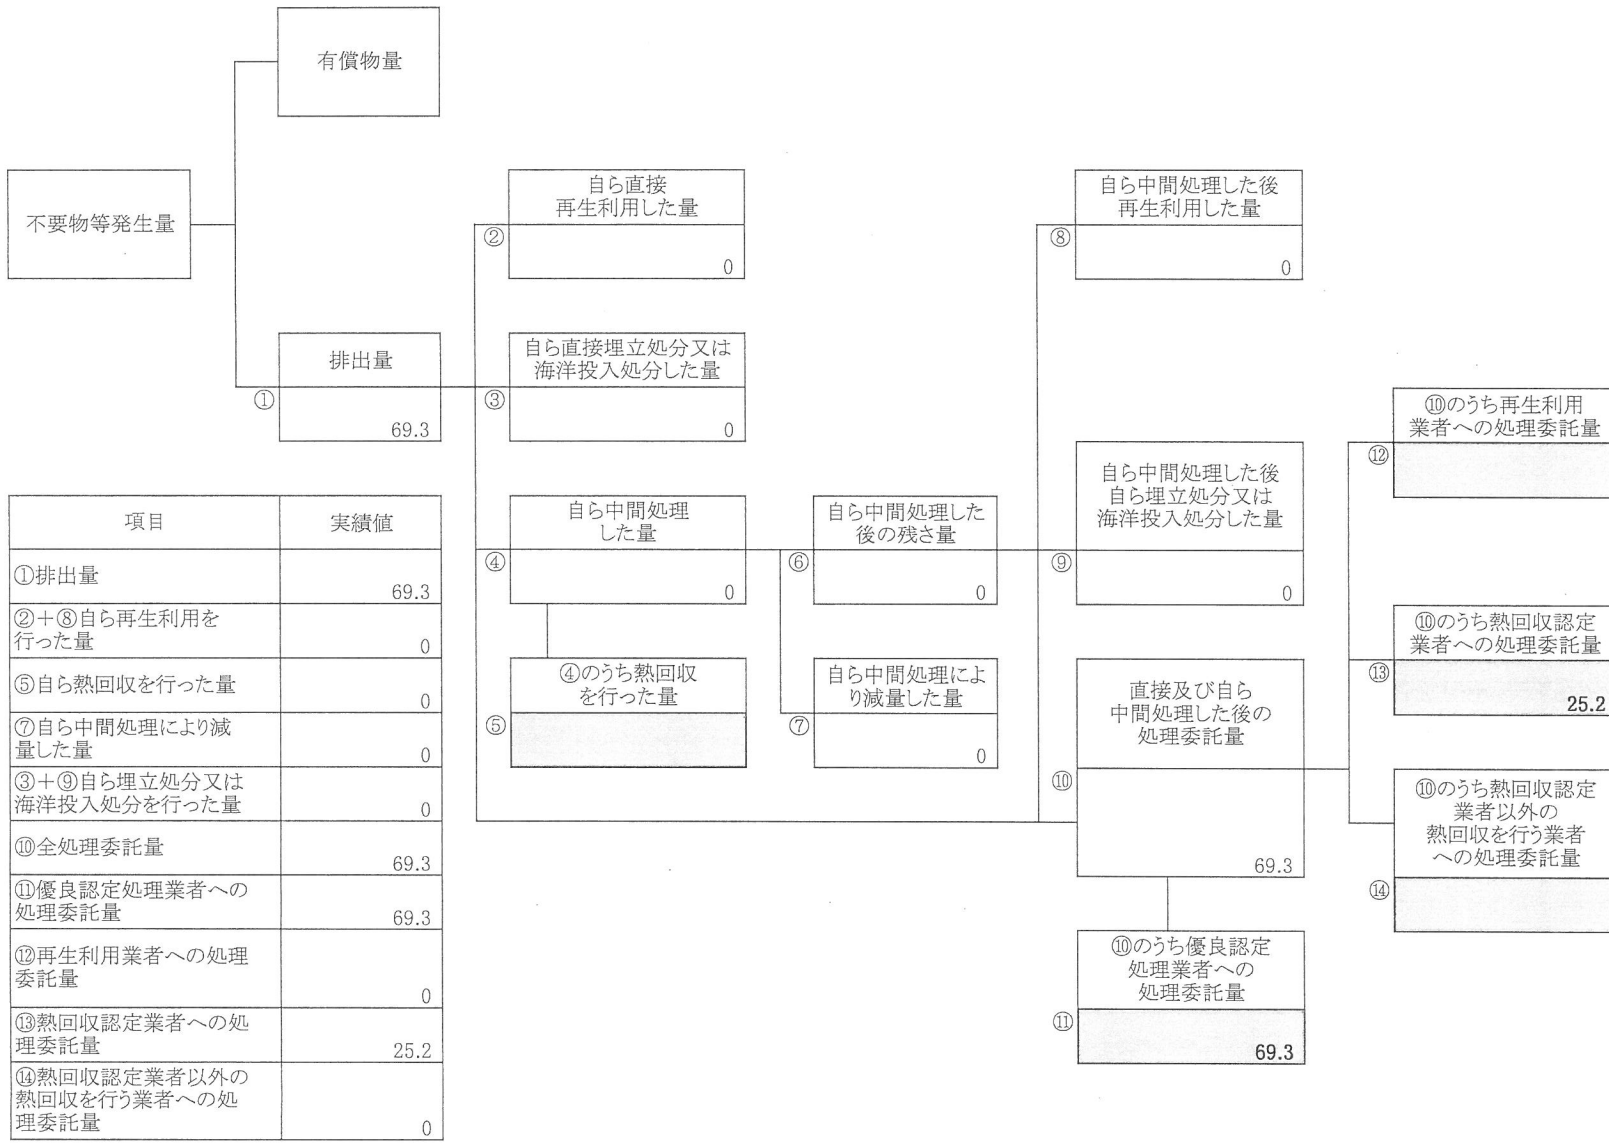 有償物量
不要物等発生量
自ら直接
再生利用した量
②
0
自ら中間処理した後
再生利用した量
⑧
0
排出量
①
69.3
自ら直接埋立処分又は
海洋投入処分した量
③
0
⑩のうち再生利用
業者への処理委託量
⑫
自ら中間処理
した量
④
0
自ら中間処理した
後の残さ量
⑥
0
自ら中間処理した後
自ら埋立処分又は
海洋投入処分した量
⑨
0
⑩のうち熱回収認定
業者への処理委託量
⑬
25.2
④のうち熱回収
を行った量
⑤
自ら中間処理によ
り減量した量
⑦
0
直接及び自ら
中間処理した後の
処理委託量
⑩
69.3
⑩のうち熱回収認定
業者以外の
熱回収を行う業者
への処理委託量
⑭
⑩のうち優良認定
処理業者への
処理委託量
⑪
69.3
項目 実績値
①排出量
69.3
②+⑧自ら再生利用を
行った量
0
⑤自ら熱回収を行った量
0
⑦自ら中間処理により減
量した量
0
③+⑨自ら埋立処分又は
海洋投入処分を行った量
0
⑩全処理委託量
69.3
⑪優良認定処理業者への
処理委託量
69.3
⑫再生利用業者への処理
委託量
0
⑬熱回収認定業者への処
理委託量
25.2
⑭熱回収認定業者以外の
熱回収を行う業者への処
理委託量
0